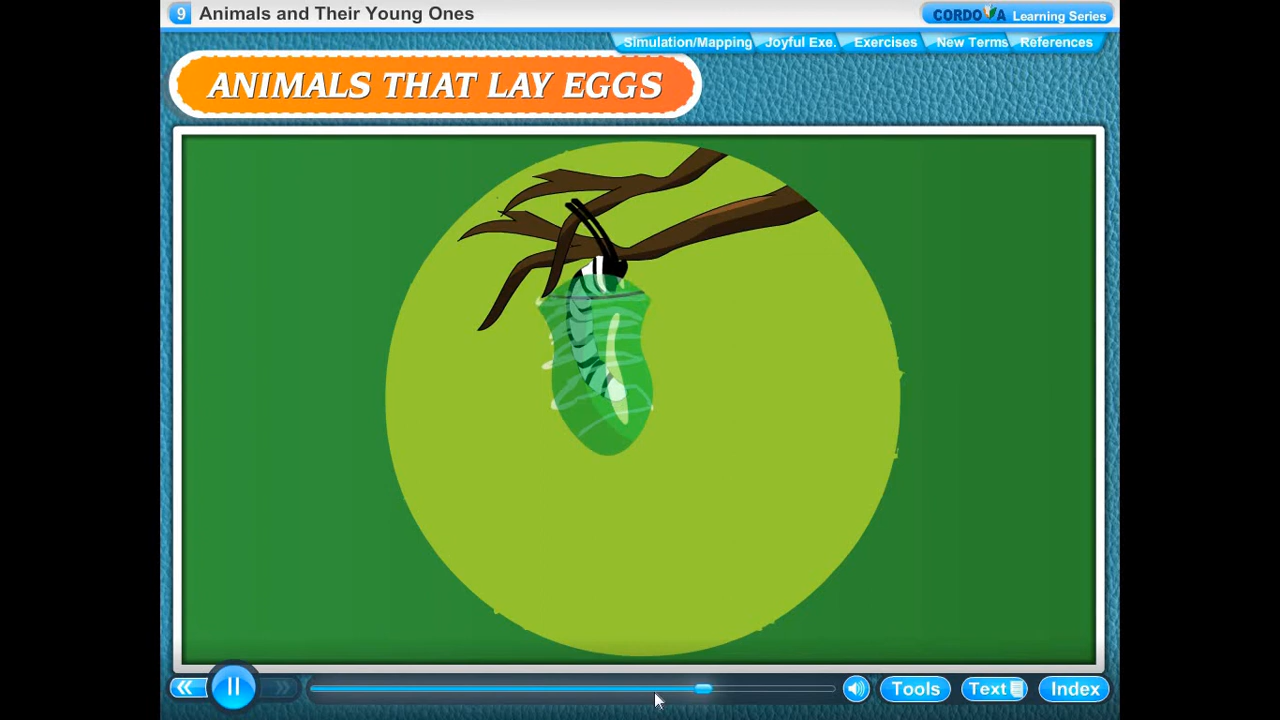 9 Animals and Their Young Ones
CORDOVA Learning Series
Simulation/Mapping Joyful Exe. Exercises New Terms References
ANIMALS THAT LAY EGGS
Tools Text Index